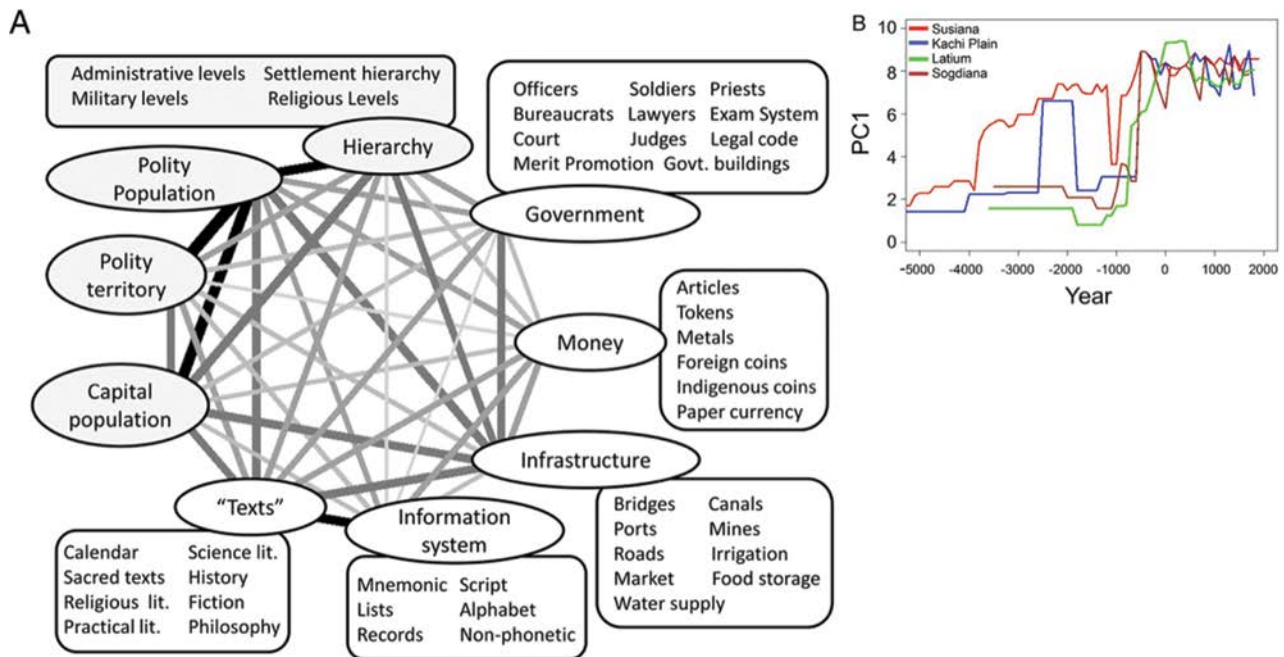 A
Administrative levels Settlement hierarchy
Military levels Religious Levels
Hierarchy
Polity
Population
Polity
territory
Capital
population
Officers Soldiers Priests
Bureaucrats Lawyers Exam System
Court Judges Legal code
Merit Promotion Govt. buildings
Government
Money
Articles
Tokens
Metals
Foreign coins
Indigenous coins
Paper currency
Infrastructure
Bridges Canals
Ports Mines
Roads Irrigation
Market Food storage
Water supply
"Texts"
Calendar Science lit.
Sacred texts History
Religious lit. Fiction
Practical lit. Philosophy
Information
system
Mnemonic Script
Lists Alphabet
Records Non-phonetic
B
Susiana
Kachi Plain
Latium
Sogdiana
PC1
10
8
6
4
2
0
−5000 −4000 −3000 −2000 −1000 0 1000 2000
Year